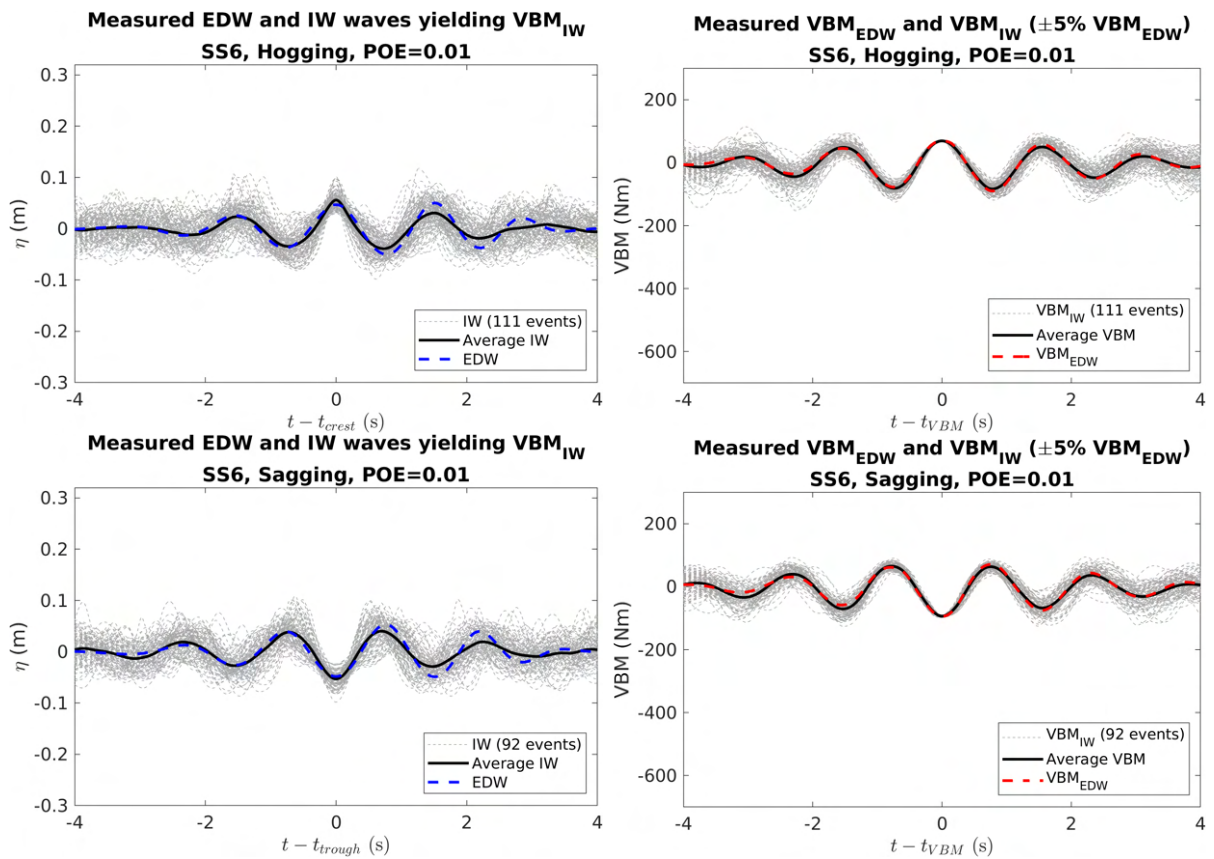 Measured EDW and IW waves yielding VBM_IW
SS6, Hogging, POE=0.01
0.3
0.2
0.1
0
-0.1
-0.2
-0.3
η (m)
IW (111 events)
Average IW
EDW
-4 -2 0 2 4
t − t_crest (s)
Measured VBM_EDW and VBM_IW (±5% VBM_EDW)
SS6, Hogging, POE=0.01
200
0
-200
-400
-600
VBM (Nm)
VBM_IW (111 events)
Average VBM
VBM_EDW
-4 -2 0 2 4
t − t_VBM (s)
Measured EDW and IW waves yielding VBM_IW
SS6, Sagging, POE=0.01
0.3
0.2
0.1
0
-0.1
-0.2
-0.3
η (m)
IW (92 events)
Average IW
EDW
-4 -2 0 2 4
t − t_trough (s)
Measured VBM_EDW and VBM_IW (±5% VBM_EDW)
SS6, Sagging, POE=0.01
200
0
-200
-400
-600
VBM (Nm)
VBM_IW (92 events)
Average VBM
VBM_EDW
-4 -2 0 2 4
t − t_VBM (s)